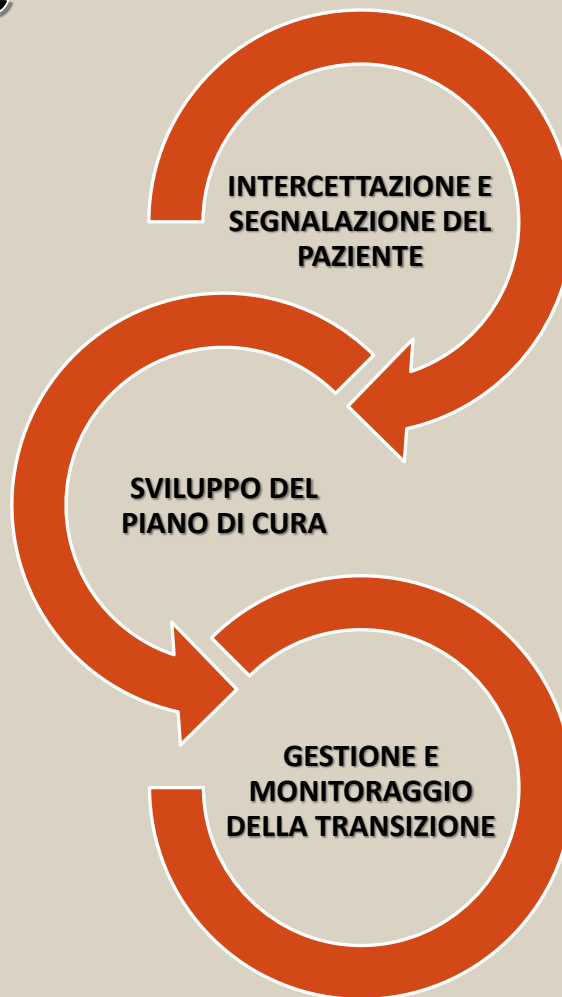 INTERCETTAZIONE E
SEGNALAZIONE DEL
PAZIENTE
SVILUPPO DEL
PIANO DI CURA
GESTIONE E
MONITORAGGIO
DELLA TRANSIZIONE